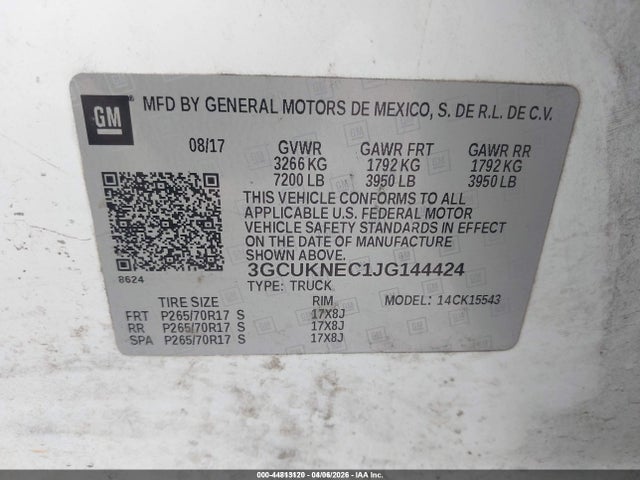 GM
MFD BY GENERAL MOTORS DE MEXICO, S. DE R.L. DE C.V.
08/17 GVWR GAWR FRT GAWR RR
3266 KG 1792 KG 1792 KG
7200 LB 3950 LB 3950 LB
THIS VEHICLE CONFORMS TO ALL
APPLICABLE U.S. FEDERAL MOTOR
VEHICLE SAFETY STANDARDS IN EFFECT
ON THE DATE OF MANUFACTURE
SHOWN ABOVE.
3GCUKNEC1JG144424
8624
TYPE: TRUCK
TIRE SIZE RIM MODEL: 14CK15543
FRT P265/70R17 S 17X8J
RR P265/70R17 S 17X8J
SPA P265/70R17 S 17X8J
000-44813120 - 04/06/2026 - IAAI.COM